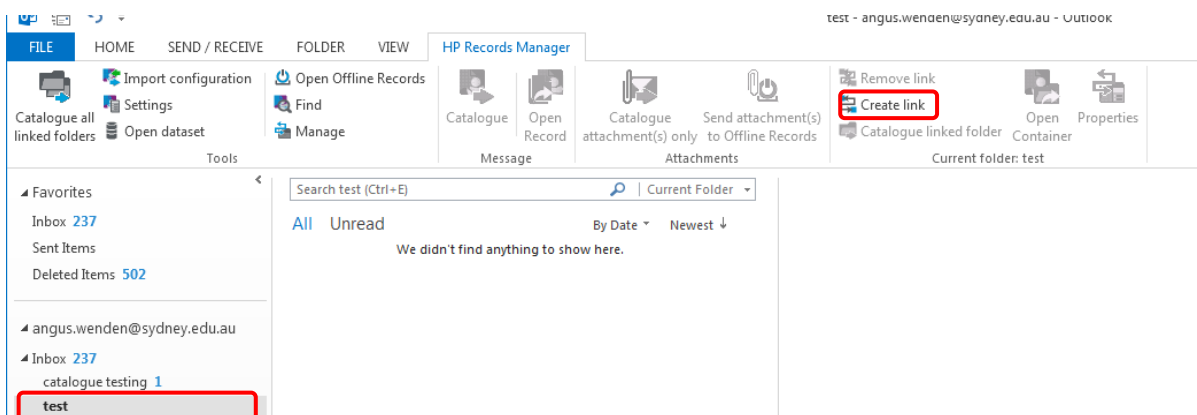 test - angus.wenden@sydney.edu.au - Outlook
FILE HOME SEND / RECEIVE FOLDER VIEW HP Records Manager
Catalogue all linked folders
Import configuration
Settings
Open dataset
Open Offline Records
Find
Manage
Tools
Catalogue
Open Record
Message
Catalogue attachment(s) only
Send attachment(s) to Offline Records
Attachments
Remove link
Create link
Catalogue linked folder
Open Container
Properties
Current folder: test
Favorites
Inbox 237
Sent Items
Deleted Items 502
angus.wenden@sydney.edu.au
Inbox 237
catalogue testing 1
test
Search test (Ctrl+E) Current Folder
All Unread By Date Newest
We didn't find anything to show here.